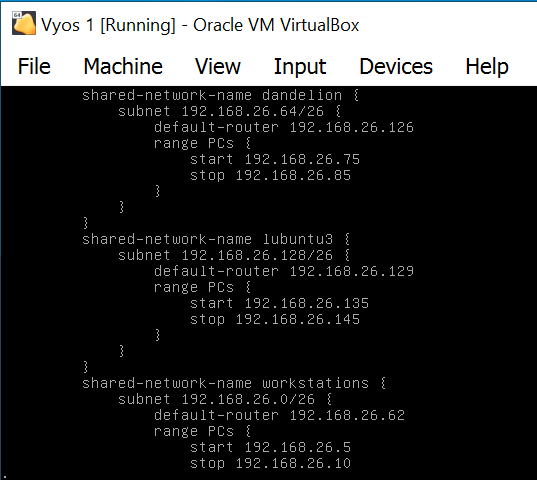 64
Vyos 1 [Running] - Oracle VM VirtualBox
File Machine View Input Devices Help
shared-network-name dandelion {
subnet 192.168.26.64/26 {
default-router 192.168.26.126
range PCs {
start 192.168.26.75
stop 192.168.26.85
}
}
}
shared-network-name lubuntu3 {
subnet 192.168.26.128/26 {
default-router 192.168.26.129
range PCs {
start 192.168.26.135
stop 192.168.26.145
}
}
}
shared-network-name workstations {
subnet 192.168.26.0/26 {
default-router 192.168.26.62
range PCs {
start 192.168.26.5
stop 192.168.26.10
: